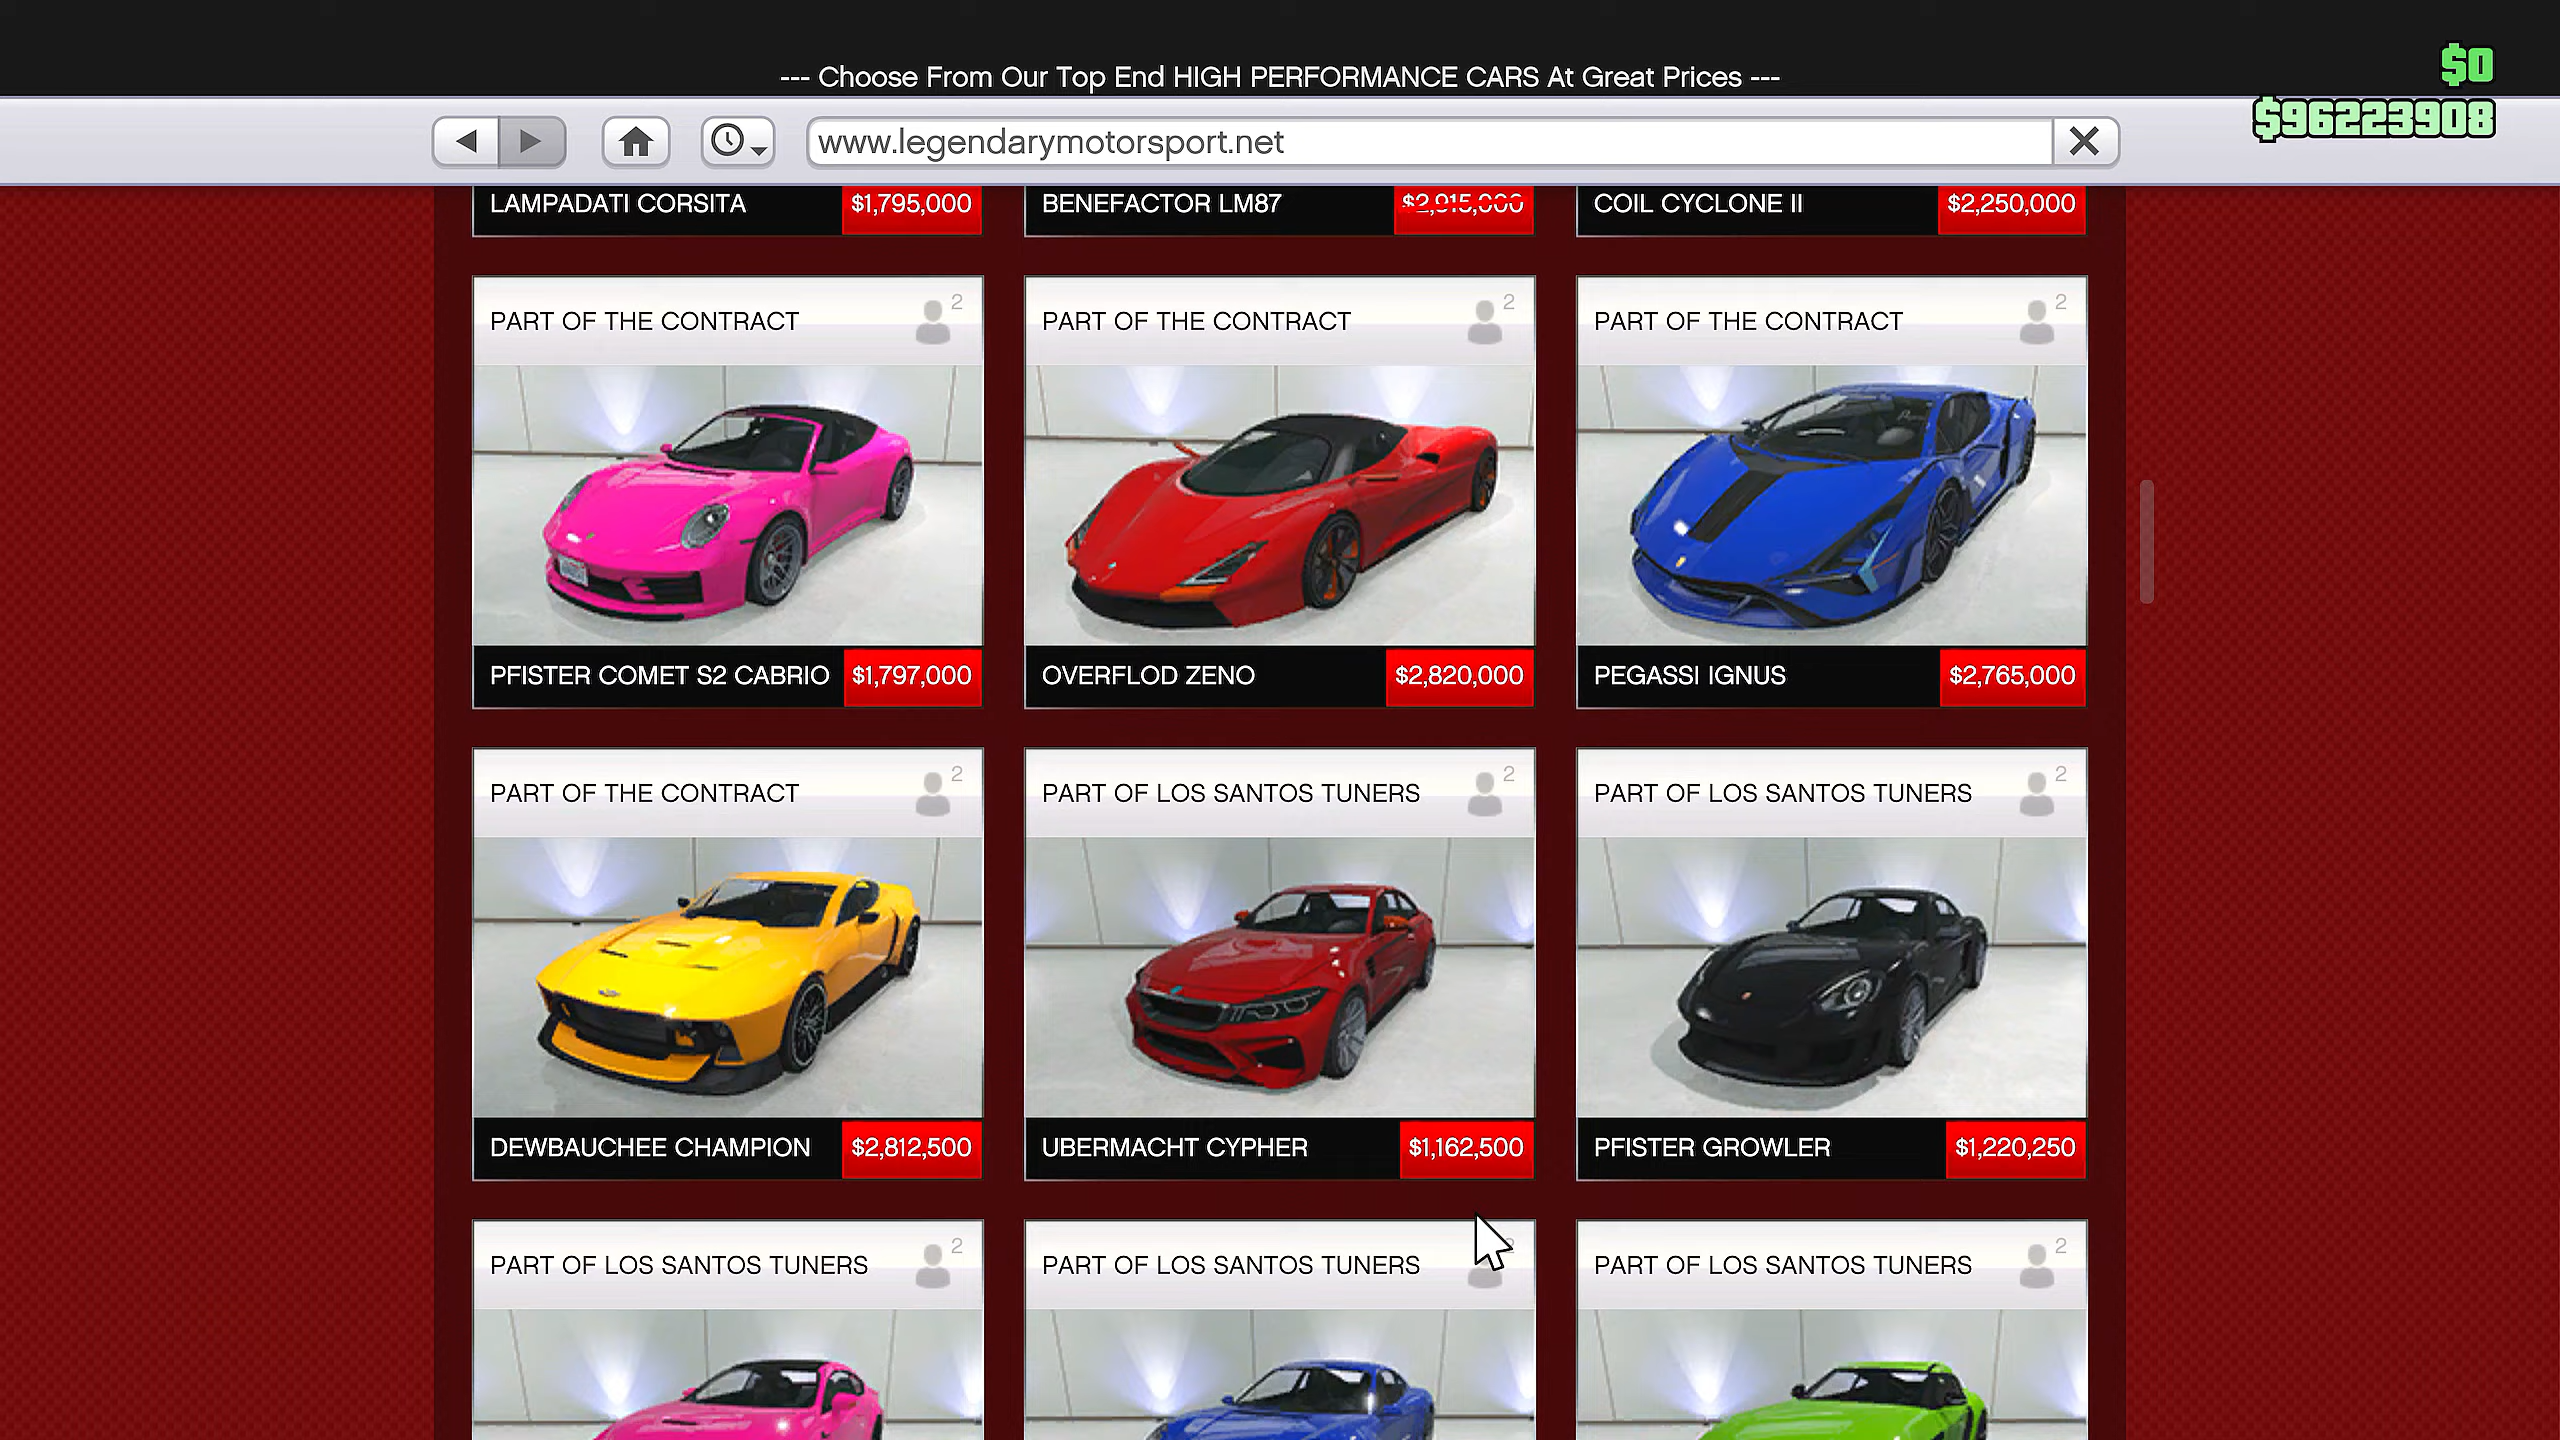 --- Choose From Our Top End HIGH PERFORMANCE CARS At Great Prices ---
$0
$96223908
www.legendarymotorsport.net
LAMPADATI CORSITA $1,795,000
BENEFACTOR LM87
COIL CYCLONE II $2,250,000
PART OF THE CONTRACT 2
PART OF THE CONTRACT 2
PART OF THE CONTRACT 2
PFISTER COMET S2 CABRIO $1,797,000
OVERFLOD ZENO $2,820,000
PEGASSI IGNUS $2,765,000
PART OF THE CONTRACT 2
PART OF LOS SANTOS TUNERS 2
PART OF LOS SANTOS TUNERS 2
DEWBAUCHEE CHAMPION $2,812,500
UBERMACHT CYPHER $1,162,500
PFISTER GROWLER $1,220,250
PART OF LOS SANTOS TUNERS 2
PART OF LOS SANTOS TUNERS
PART OF LOS SANTOS TUNERS 2